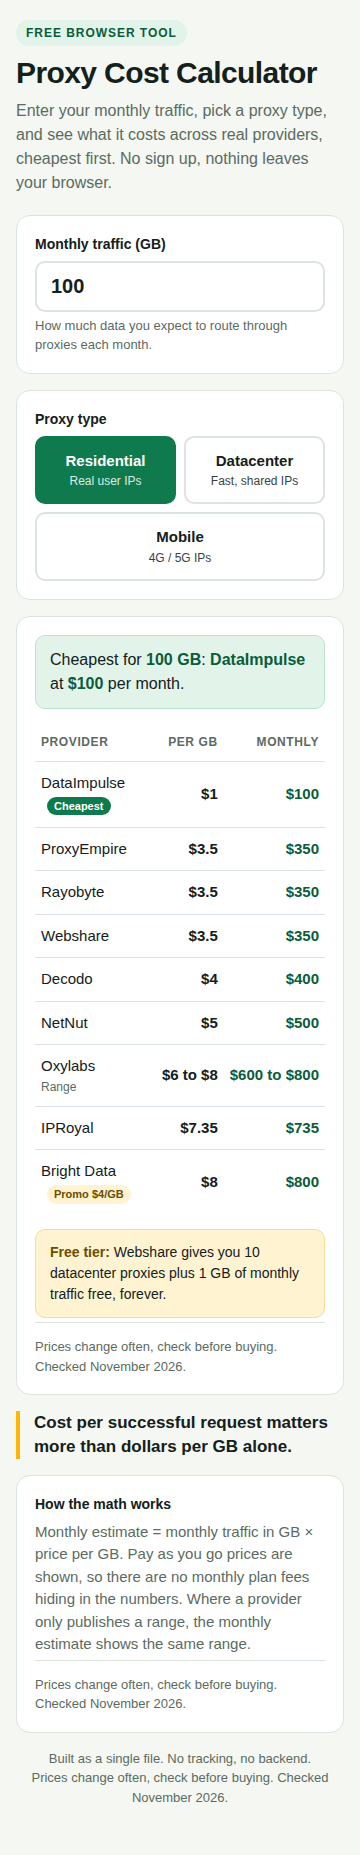 FREE BROWSER TOOL
Proxy Cost Calculator
Enter your monthly traffic, pick a proxy type,
and see what it costs across real providers,
cheapest first. No sign up, nothing leaves
your browser.
Monthly traffic (GB)
100
How much data you expect to route through
proxies each month.
Proxy type
Residential
Real user IPs
Datacenter
Fast, shared IPs
Mobile
4G / 5G IPs
Cheapest for 100 GB: DataImpulse
at $100 per month.
PROVIDER PER GB MONTHLY
DataImpulse
Cheapest
$1 $100
ProxyEmpire $3.5 $350
Rayobyte $3.5 $350
Webshare $3.5 $350
Decodo $4 $400
NetNut $5 $500
Oxylabs
Range
$6 to $8 $600 to $800
IPRoyal $7.35 $735
Bright Data
Promo $4/GB
$8 $800
Free tier: Webshare gives you 10
datacenter proxies plus 1 GB of monthly
traffic free, forever.
Prices change often, check before buying.
Checked November 2026.
Cost per successful request matters
more than dollars per GB alone.
How the math works
Monthly estimate = monthly traffic in GB ×
price per GB. Pay as you go prices are
shown, so there are no monthly plan fees
hiding in the numbers. Where a provider
only publishes a range, the monthly
estimate shows the same range.
Prices change often, check before buying.
Checked November 2026.
Built as a single file. No tracking, no backend.
Prices change often, check before buying. Checked
November 2026.